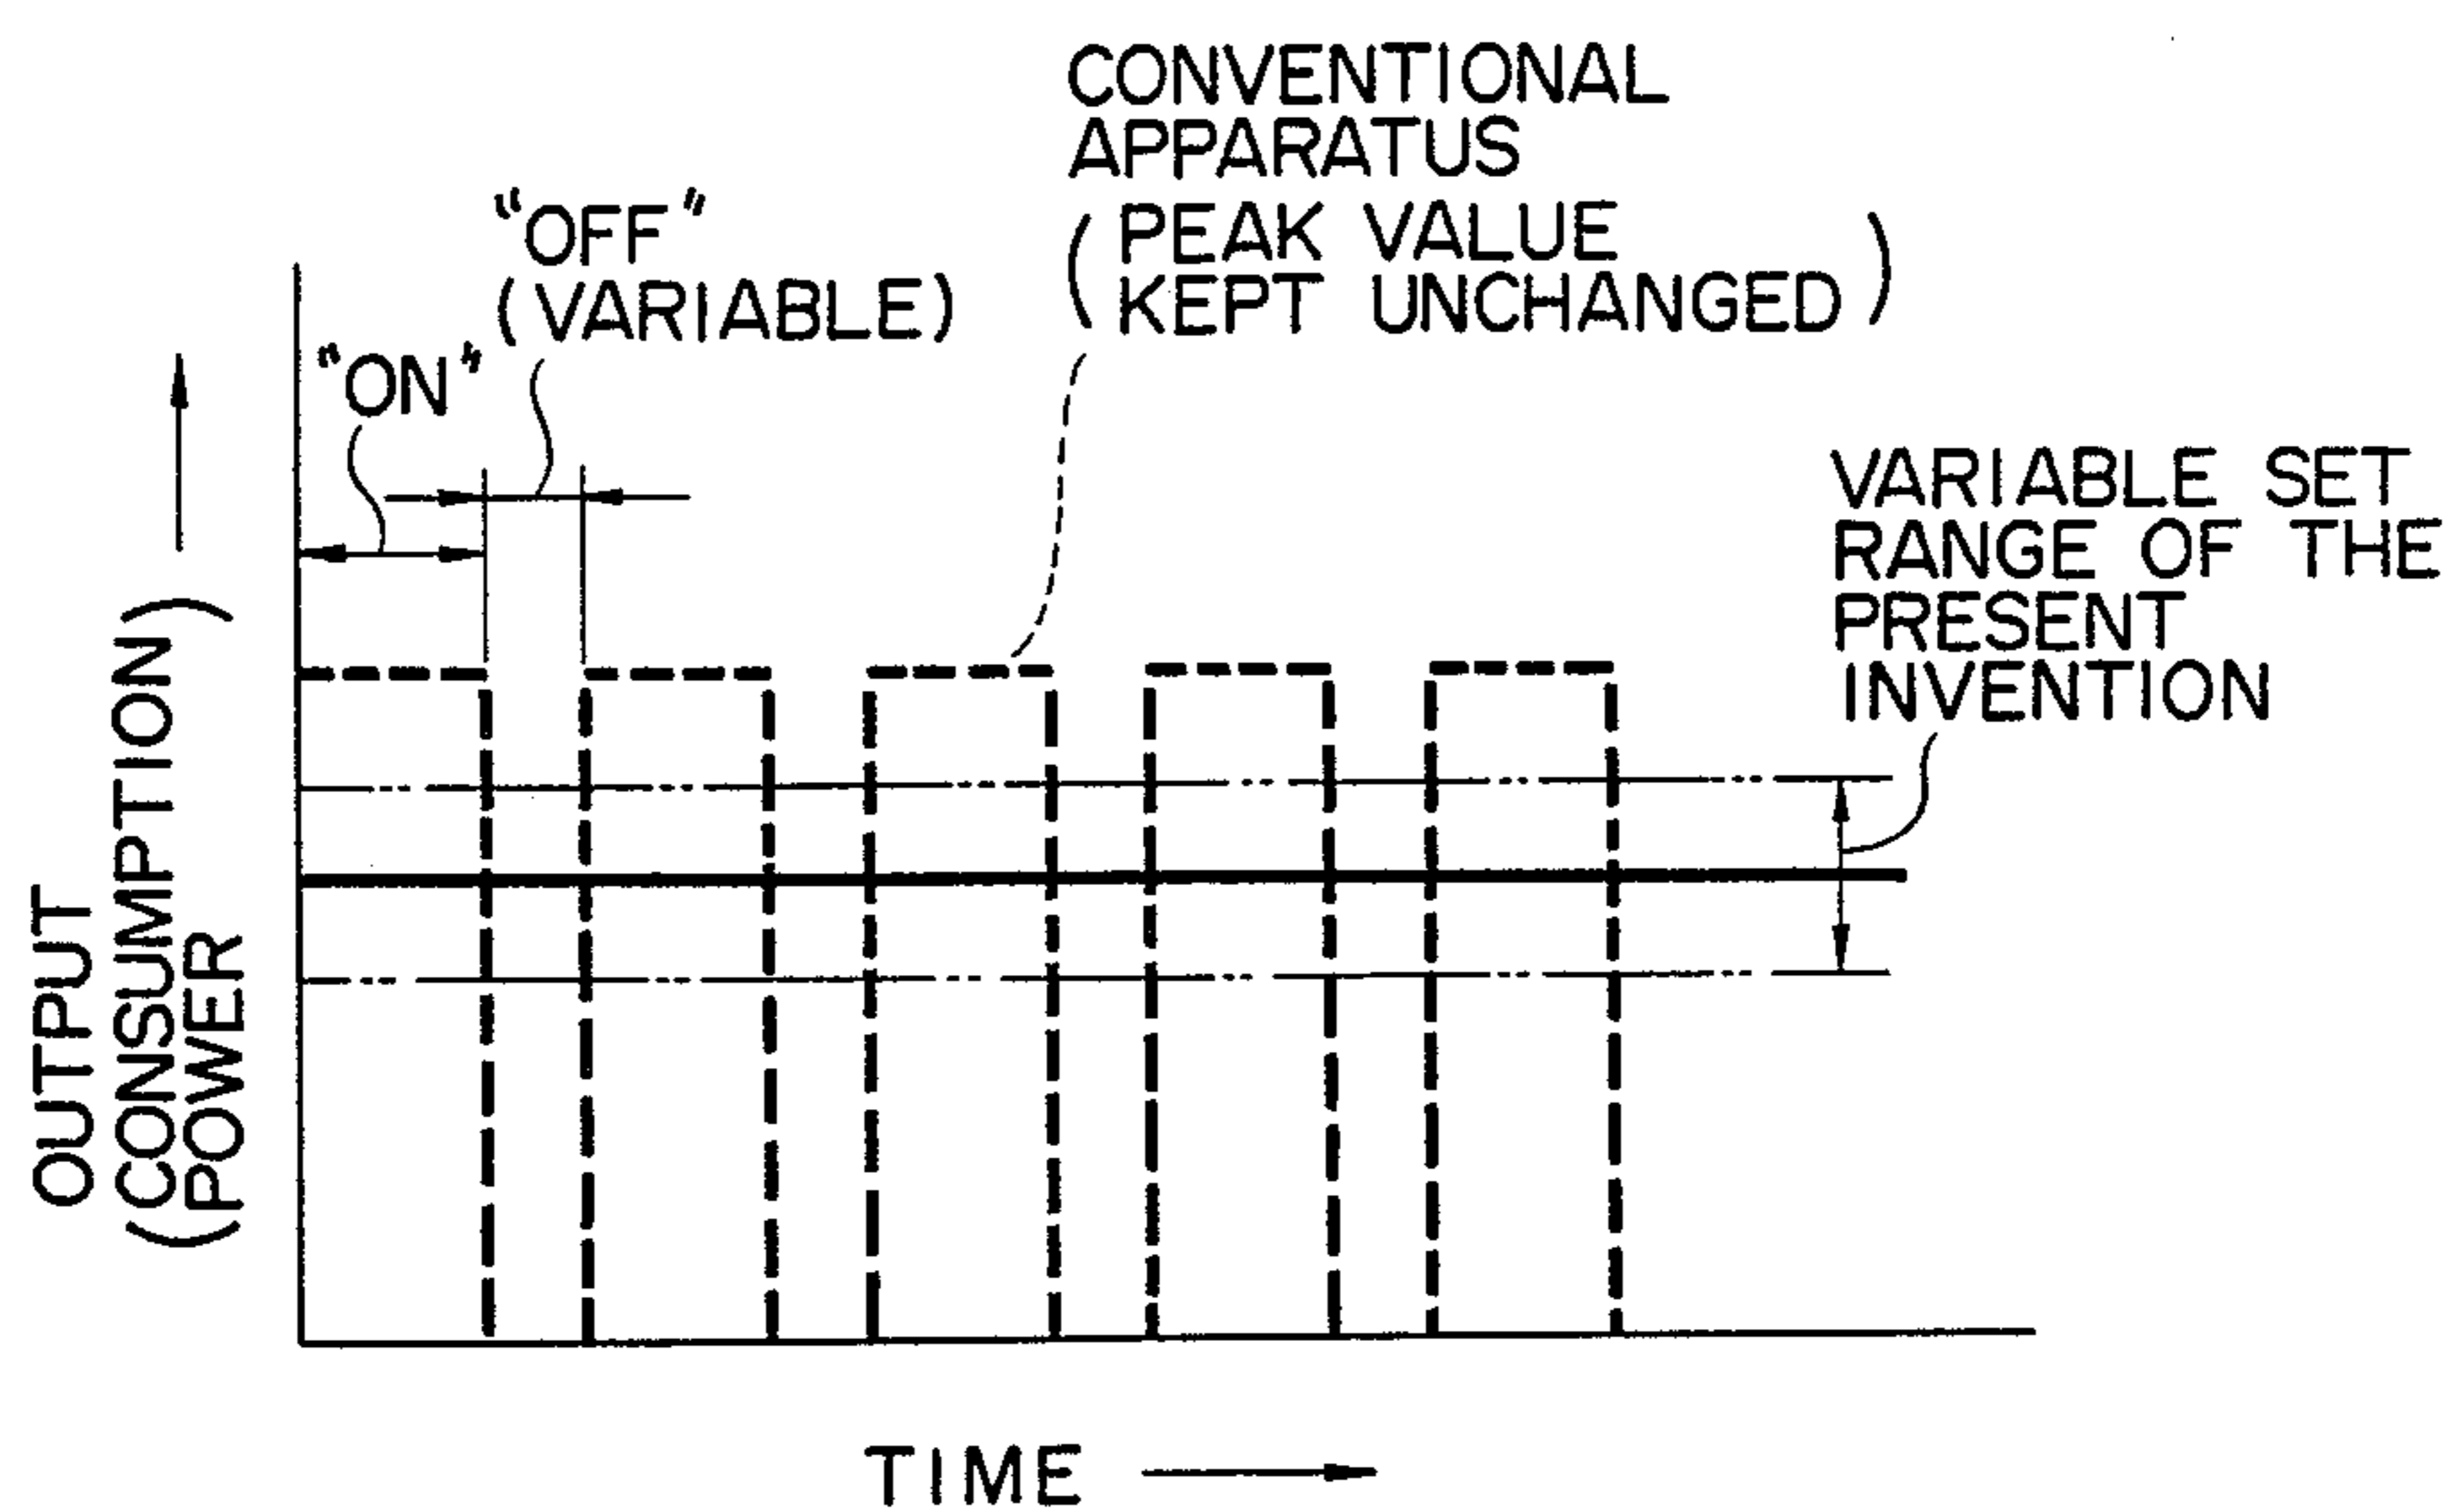 CONVENTIONAL
APPARATUS
(PEAK VALUE
KEPT UNCHANGED)
"OFF"
(VARIABLE)
"ON"
VARIABLE SET
RANGE OF THE
PRESENT
INVENTION
OUTPUT
(CONSUMPTION)
POWER
TIME